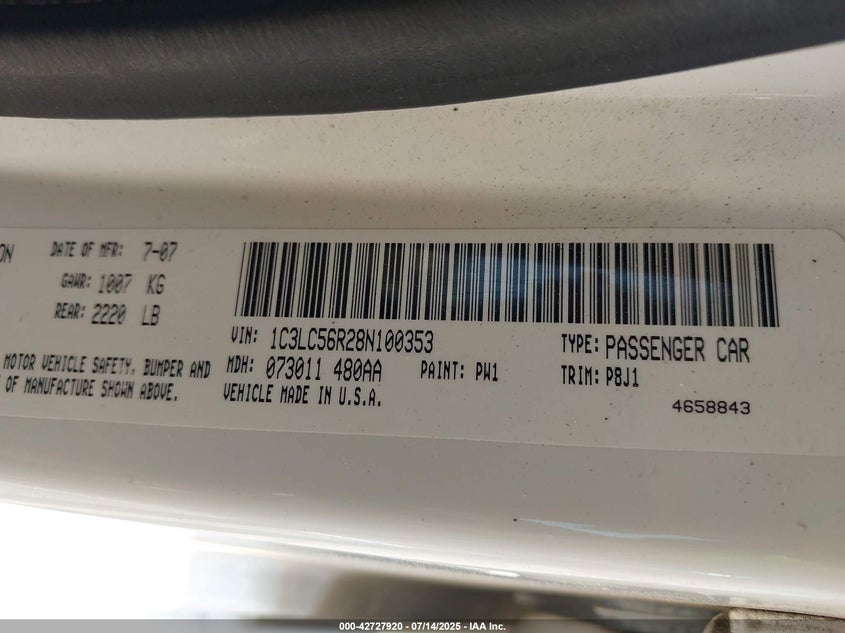 ON
DATE OF MFR: 7-07
GAWR: 1007 KG
REAR: 2220 LB
MOTOR VEHICLE SAFETY, BUMPER AND
OF MANUFACTURE SHOWN ABOVE.
VIN: 1C3LC56R28N100353
TYPE: PASSENGER CAR
MDH: 073011 480AA PAINT: PW1
TRIM: P8J1
VEHICLE MADE IN U.S.A.
4658843
000-42727920 - 07/14/2025 - IAA Inc.